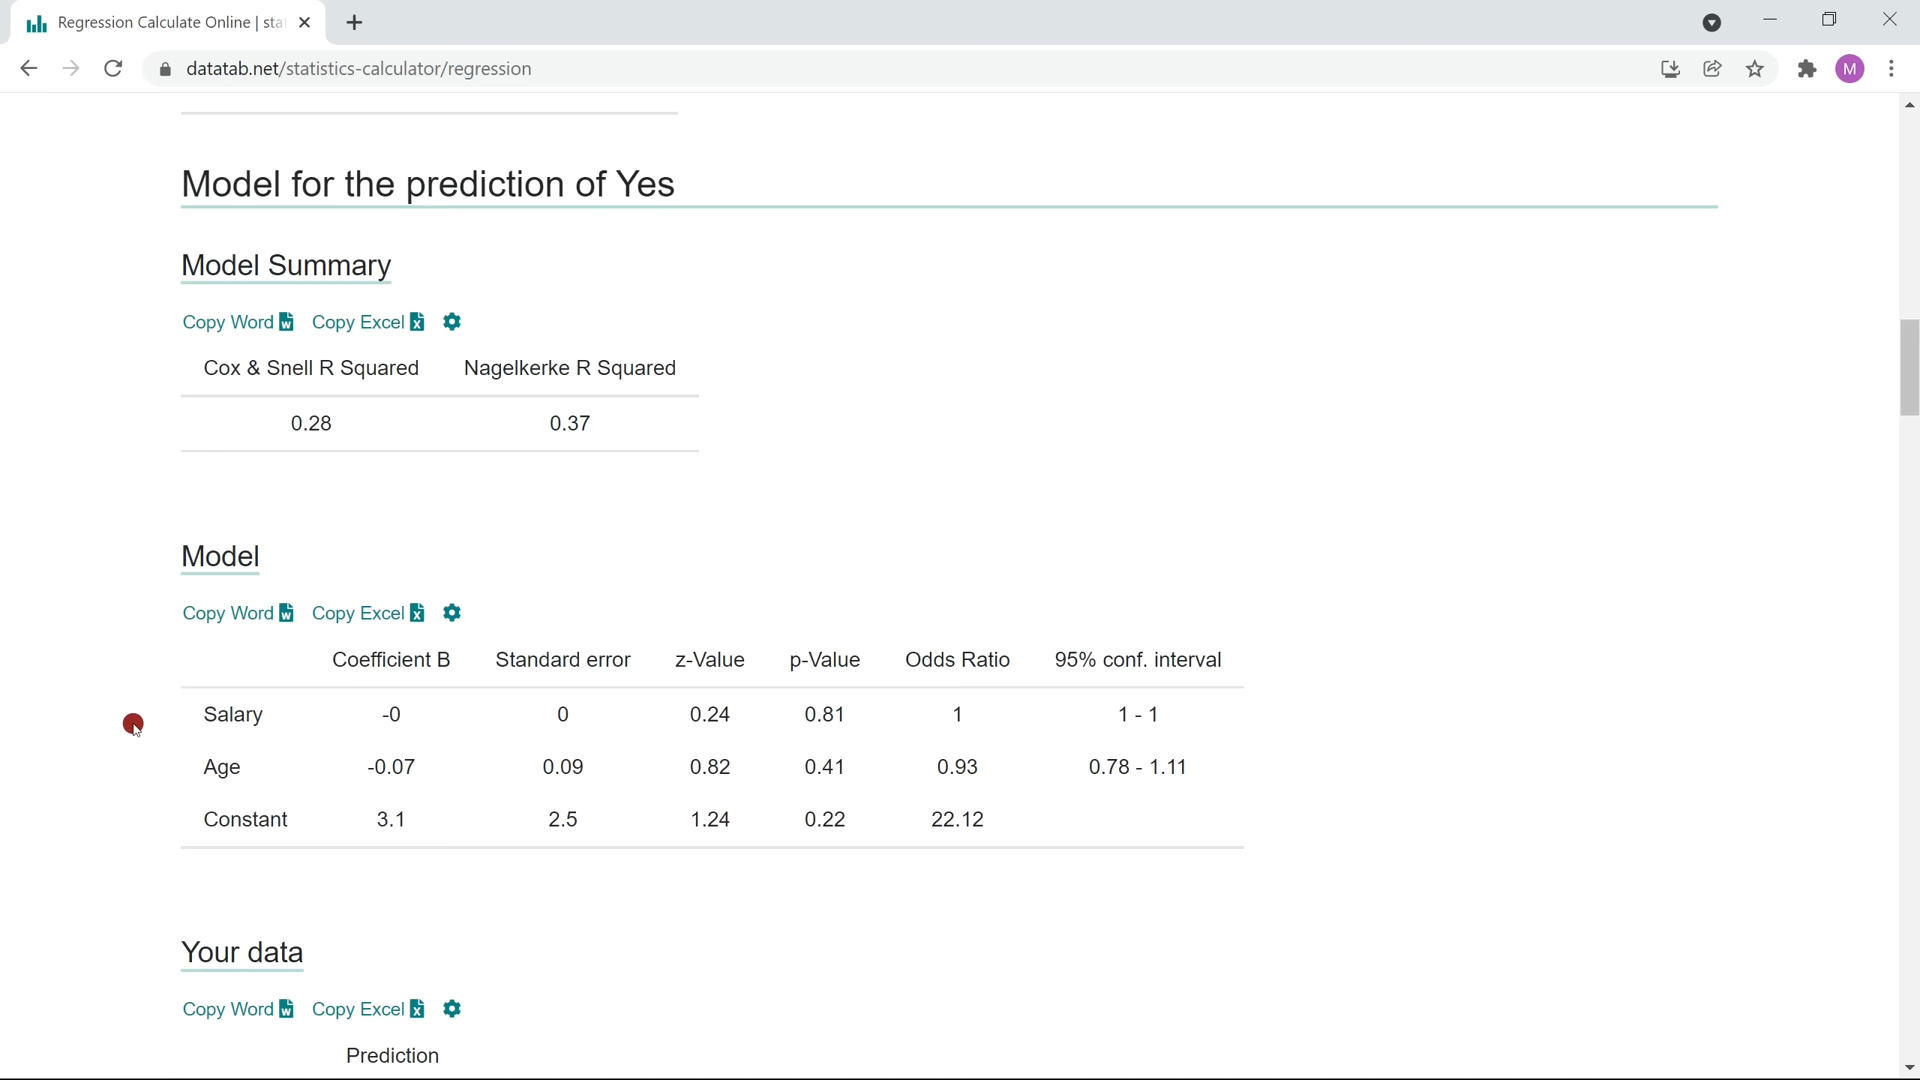 Regression Calculate Online | sta
datatab.net/statistics-calculator/regression
M
Model for the prediction of Yes
Model Summary
Copy Word Copy Excel
Cox & Snell R Squared Nagelkerke R Squared
0.28 0.37
Model
Copy Word Copy Excel
Coefficient B Standard error z-Value p-Value Odds Ratio 95% conf. interval
Salary -0 0 0.24 0.81 1 1 - 1
Age -0.07 0.09 0.82 0.41 0.93 0.78 - 1.11
Constant 3.1 2.5 1.24 0.22 22.12
Your data
Copy Word Copy Excel
Prediction